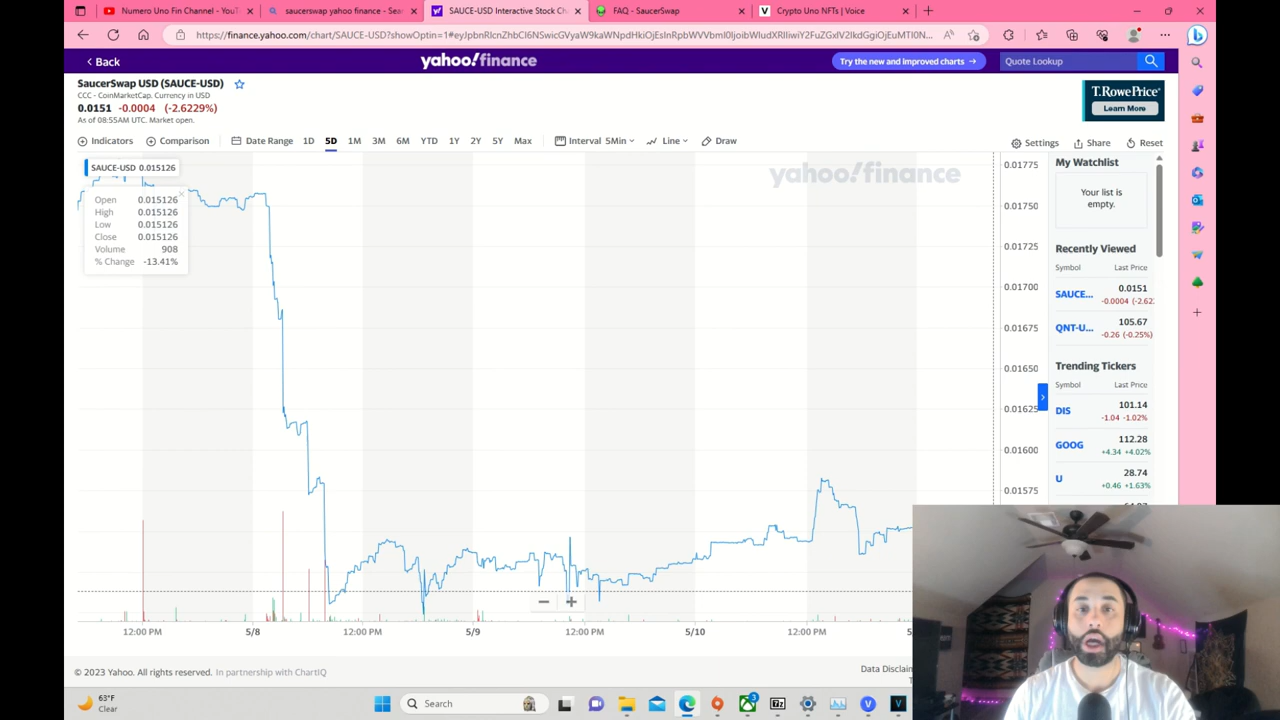 Numero Uno Fin Channel - YouT
saucerswap yahoo finance - Sea
SAUCE-USD Interactive Stock Ch
FAQ - SaucerSwap
Crypto Uno NFTs | Voice
Back
yahoo!finance
Try the new and improved charts
Quote Lookup
SaucerSwap USD (SAUCE-USD)
CCC - CoinMarketCap. Currency in USD
0.0151 -0.0004 (-2.6229%)
As of 08:55AM UTC. Market open.
T.RowePrice
Learn More
Indicators
Comparison
Date Range
1D
5D
1M
3M
6M
YTD
1Y
2Y
5Y
Max
Interval 5Min
Line
Draw
Settings
Share
Reset
SAUCE-USD 0.015126
Open 0.015126
High 0.015126
Low 0.015126
Close 0.015126
Volume 908
% Change -13.41%
yahoo!finance
0.01775
0.01750
0.01725
0.01700
0.01675
0.01650
0.01625
0.01600
0.01575
12:00 PM
5/8
12:00 PM
5/9
12:00 PM
5/10
12:00 PM
My Watchlist
Your list is
empty.
Recently Viewed
Symbol Last Price
SAUCE... 0.0151
-0.0004 (-2.62
QNT-U... 105.67
-0.26 (-0.25%)
Trending Tickers
Symbol Last Price
DIS 101.14
-1.04 -1.02%
GOOG 112.28
+4.34 +4.02%
U 28.74
+0.46 +1.63%
© 2023 Yahoo. All rights reserved. In partnership with ChartIQ
Data Disclai
63°F
Clear
Search